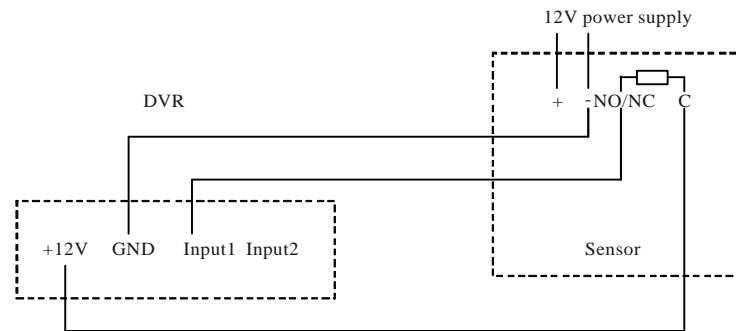 12V power supply
DVR
+ -NO/NC C
+12V GND Input1 Input2
Sensor